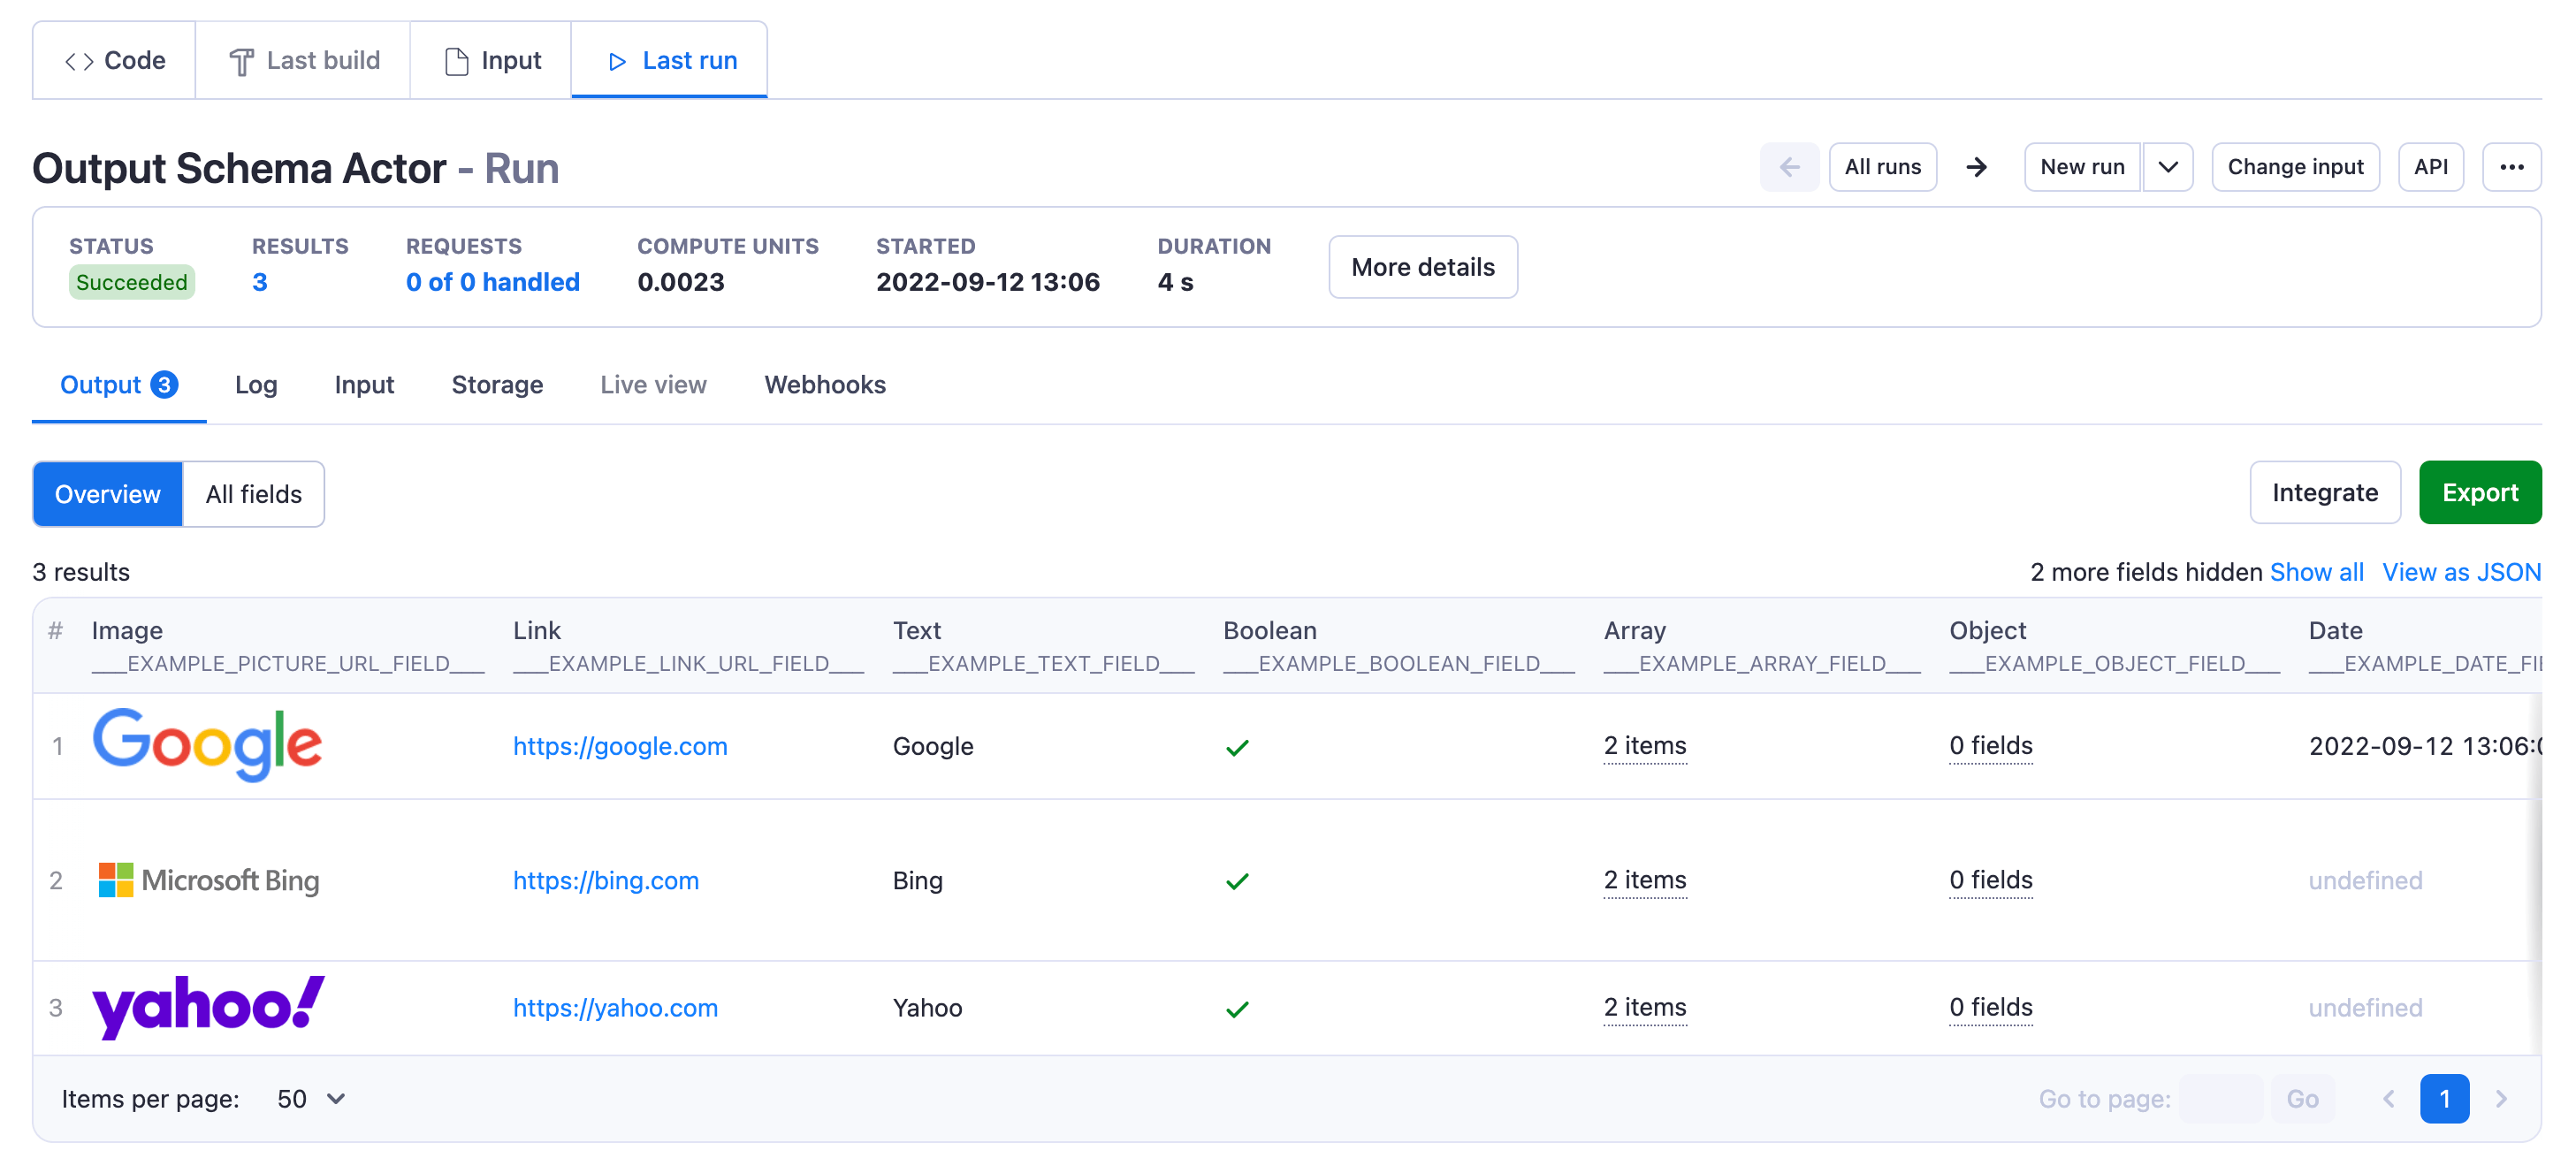 Code Last build Input Last run
Output Schema Actor - Run
All runs New run Change input API
STATUS RESULTS REQUESTS COMPUTE UNITS STARTED DURATION
Succeeded 3 0 of 0 handled 0.0023 2022-09-12 13:06 4 s More details
Output 3 Log Input Storage Live view Webhooks
Overview All fields Integrate Export
3 results 2 more fields hidden Show all View as JSON
# Image Link Text Boolean Array Object Date
___EXAMPLE_PICTURE_URL_FIELD___ ___EXAMPLE_LINK_URL_FIELD___ ___EXAMPLE_TEXT_FIELD___ ___EXAMPLE_BOOLEAN_FIELD___ ___EXAMPLE_ARRAY_FIELD___ ___EXAMPLE_OBJECT_FIELD___ ___EXAMPLE_DATE_FIE
1 Google https://google.com Google 2 items 0 fields 2022-09-12 13:06:0
2 Microsoft Bing https://bing.com Bing 2 items 0 fields undefined
3 yahoo! https://yahoo.com Yahoo 2 items 0 fields undefined
Items per page: 50 Go to page: Go 1